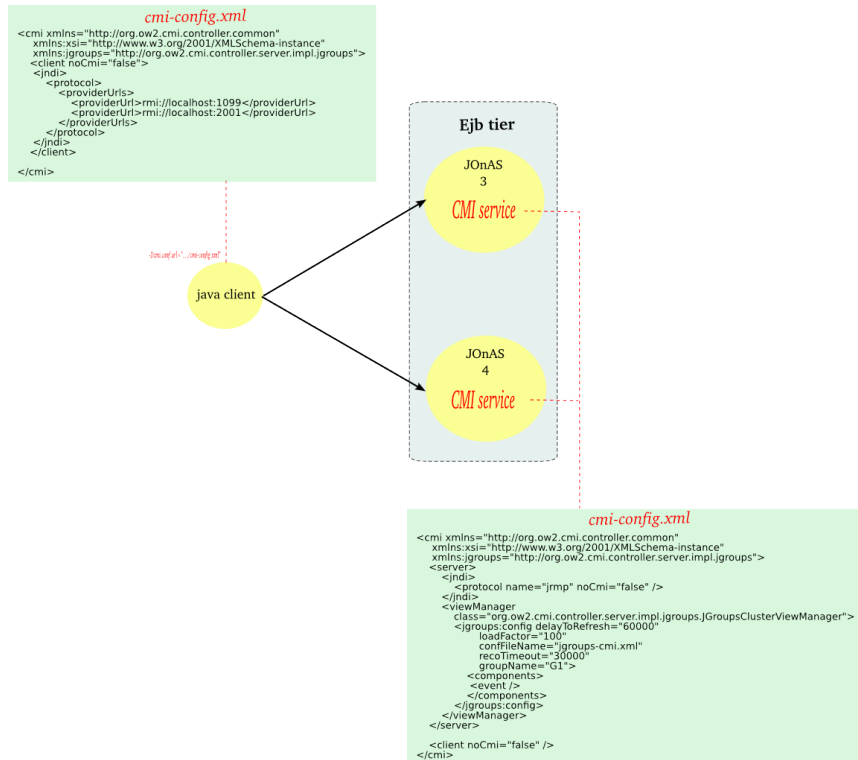 cmi-config.xml
<cmi xmlns="http://org.ow2.cmi.controller.common"
xmlns:xsi="http://www.w3.org/2001/XMLSchema-instance"
xmlns:jgroups="http://org.ow2.cmi.controller.server.impl.jgroups">
<client noCmi="false">
<jndi>
<protocol>
<providerUrls>
<providerUrl>rmi://localhost:1099</providerUrl>
<providerUrl>rmi://localhost:2001</providerUrl>
</providerUrls>
</protocol>
</jndi>
</client>
</cmi>
Ejb tier
JOnAS
3
CMI service
java client
JOnAS
4
CMI service
cmi-config.xml
<cmi xmlns="http://org.ow2.cmi.controller.common"
xmlns:xsi="http://www.w3.org/2001/XMLSchema-instance"
xmlns:jgroups="http://org.ow2.cmi.controller.server.impl.jgroups">
<server>
<jndi>
<protocol name="jrmp" noCmi="false" />
</jndi>
<viewManager
class="org.ow2.cmi.controller.server.impl.jgroups.JGroupsClusterViewManager">
<jgroups:config delayToRefresh="60000"
loadFactor="100"
confFileName="jgroups-cmi.xml"
recoTimeout="30000"
groupName="G1">
<components>
<event />
</components>
</jgroups:config>
</viewManager>
</server>
<client noCmi="false" />
</cmi>